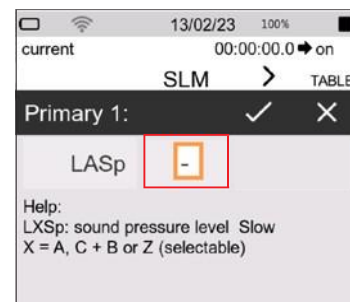 13/02/23 100%
current 00:00:00.0 → on
SLM > TABLE
Primary 1: ✓ ✕
LASp -
Help:
LXSp: sound pressure level Slow
X = A, C + B or Z (selectable)